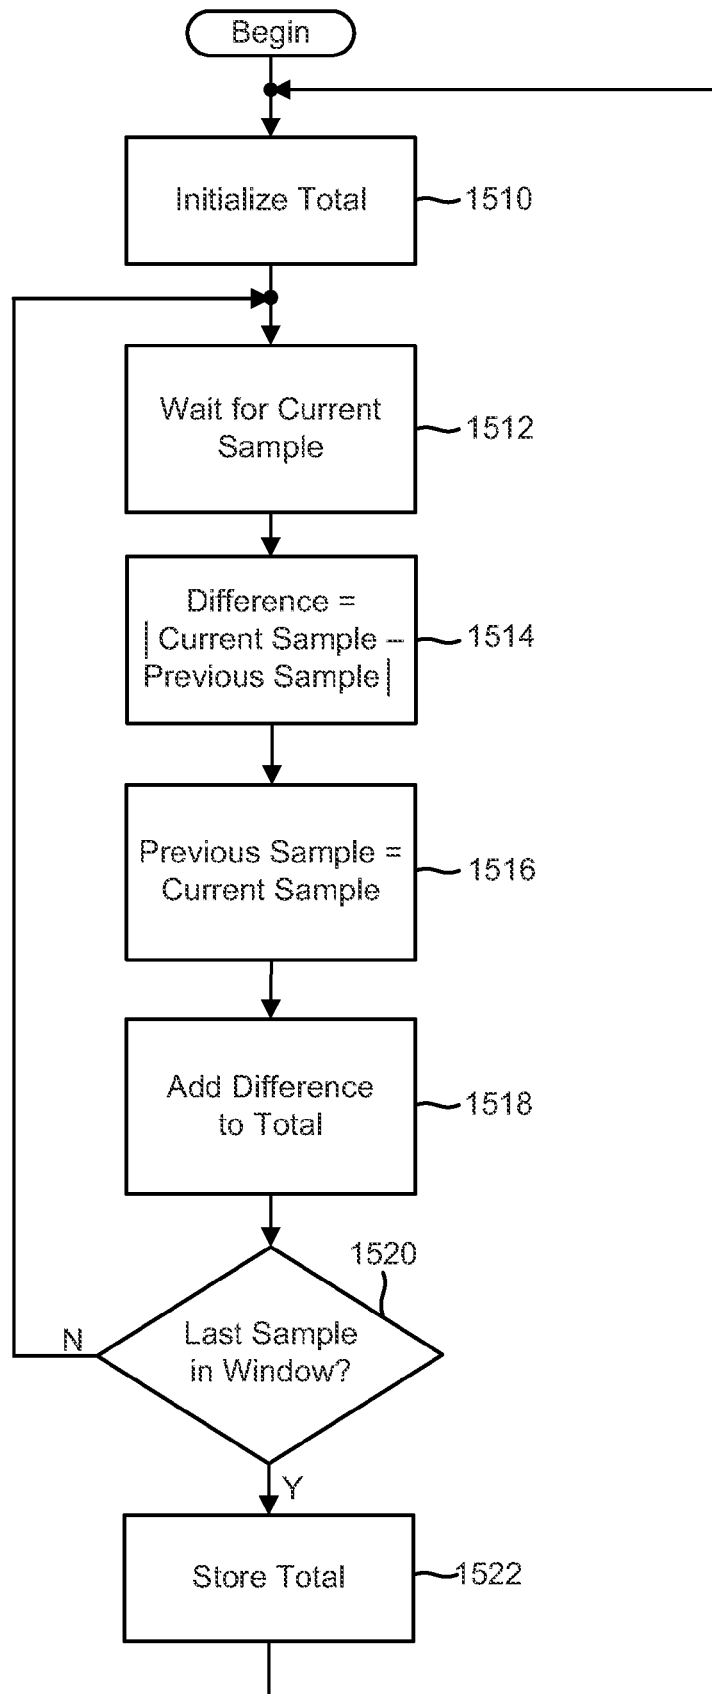 Begin
Initialize Total
1510
Wait for Current
Sample
1512
Difference =
| Current Sample –
Previous Sample |
1514
Previous Sample =
Current Sample
1516
Add Difference
to Total
1518
1520
Last Sample
in Window?
N
Y
Store Total
1522